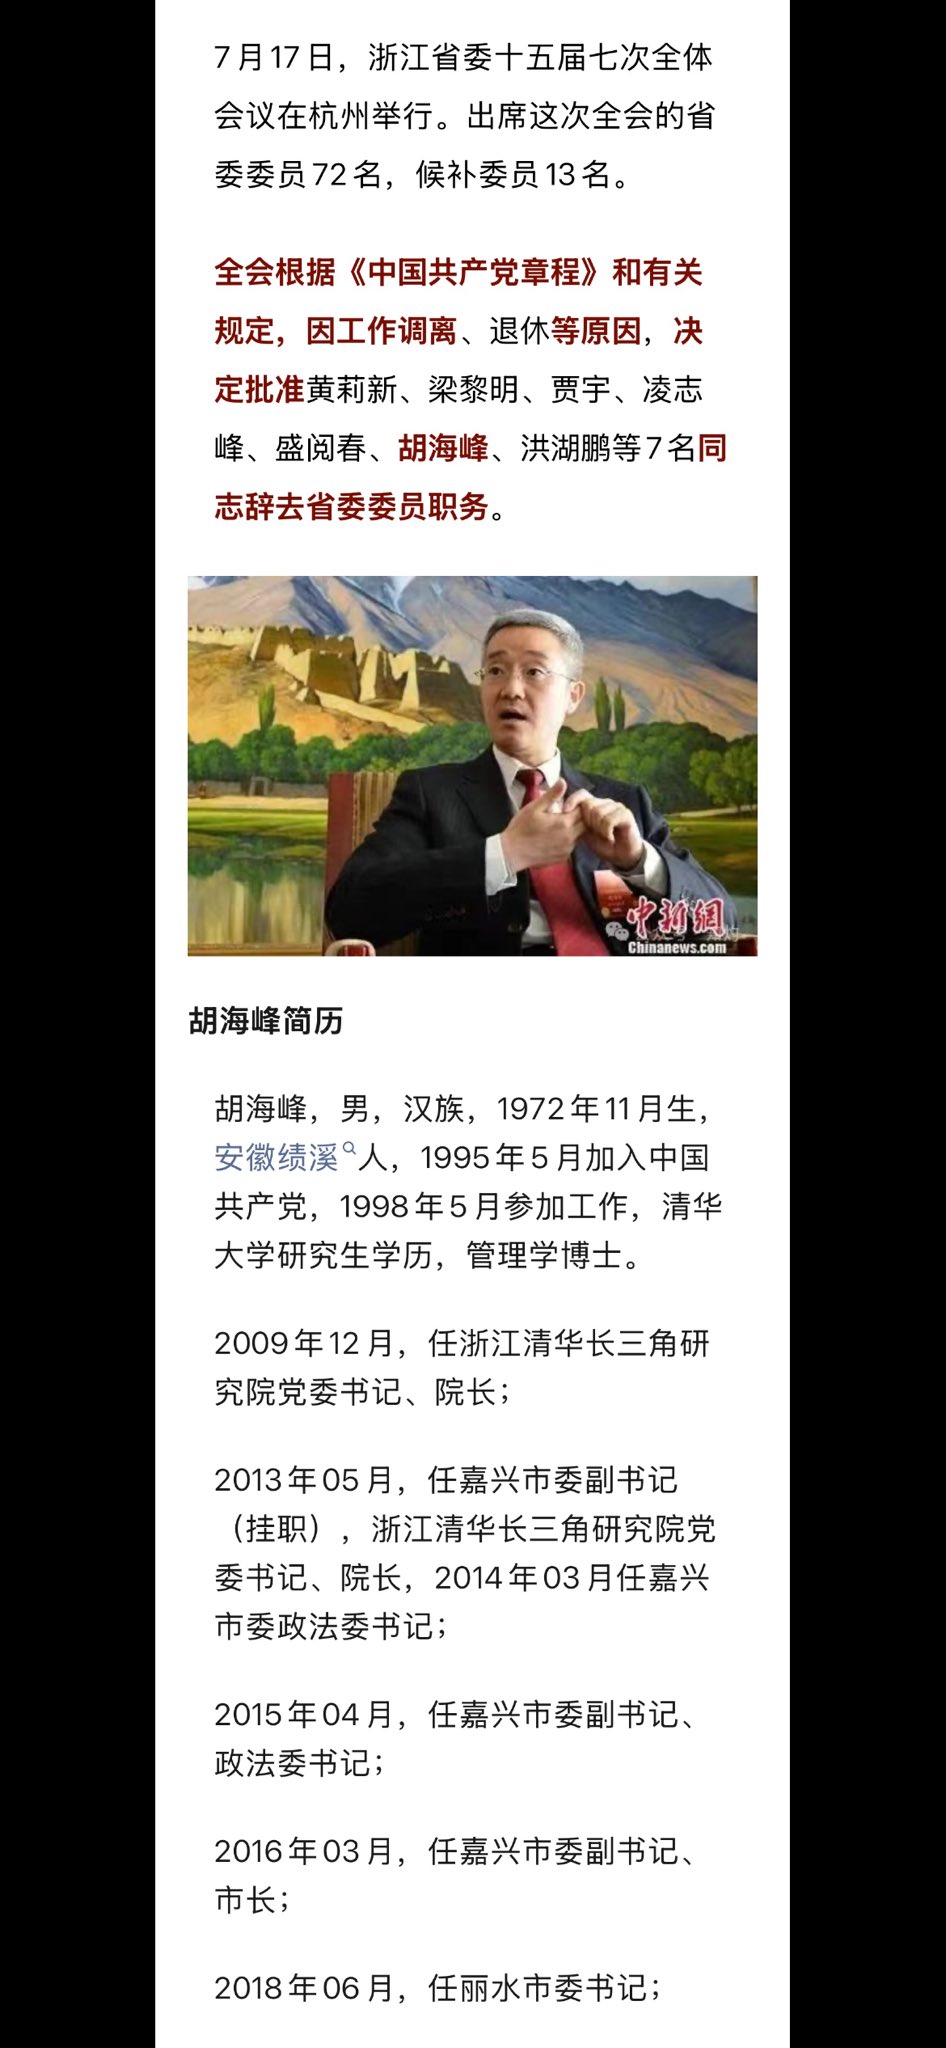 7月17日，浙江省委十五届七次全体
会议在杭州举行。出席这次全会的省
委委员72名，候补委员13名。
全会根据《中国共产党章程》和有关
规定，因工作调离、退休等原因，决
定批准黄莉新、梁黎明、贾宇、凌志
峰、盛阅春、胡海峰、洪湖鹏等7名同
志辞去省委委员职务。
中新網
Chinanews.com
胡海峰简历
胡海峰，男，汉族，1972年11月生，
安徽绩溪人，1995年5月加入中国
共产党，1998年5月参加工作，清华
大学研究生学历，管理学博士。
2009年12月，任浙江清华长三角研
究院党委书记、院长；
2013年05月，任嘉兴市委副书记
（挂职），浙江清华长三角研究院党
委书记、院长，2014年03月任嘉兴
市委政法委书记；
2015年04月，任嘉兴市委副书记、
政法委书记；
2016年03月，任嘉兴市委副书记、
市长；
2018年06月，任丽水市委书记；